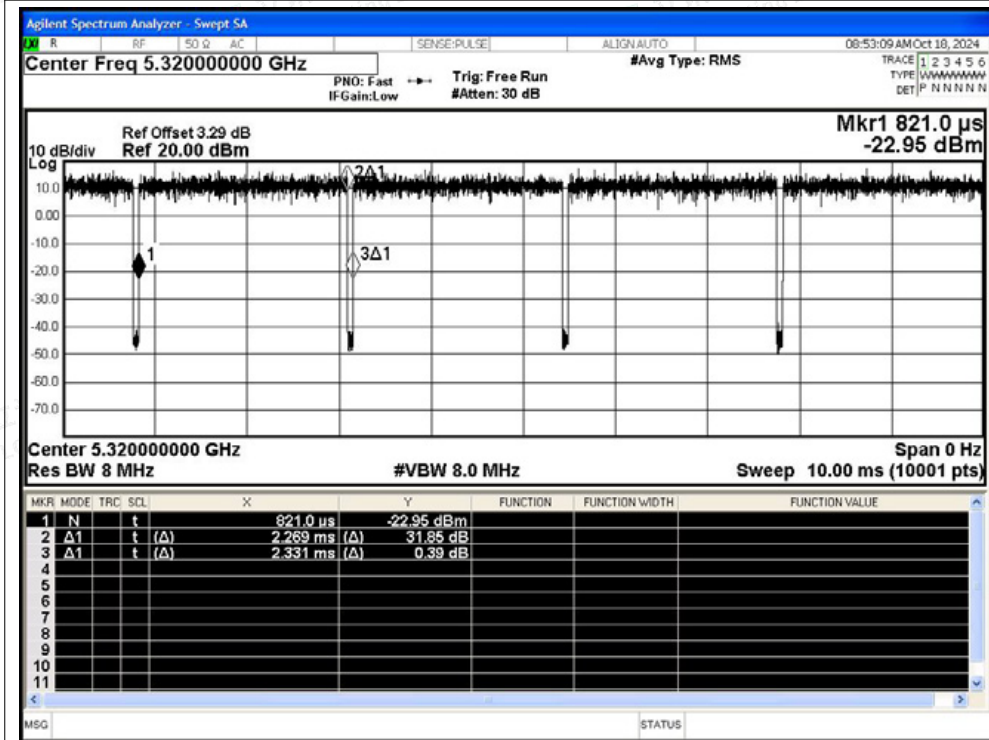 Agilent Spectrum Analyzer - Swept SA
R RF 50 Ω AC SENSE:PULSE ALIGN AUTO 08:53:09 AM Oct 18, 2024
Center Freq 5.320000000 GHz #Avg Type: RMS TRACE 1 2 3 4 5 6
PNO: Fast Trig: Free Run TYPE WWWWWW
IFGain:Low #Atten: 30 dB DET P N N N N N
Mkr1 821.0 µs
Ref Offset 3.29 dB
10 dB/div Ref 20.00 dBm -22.95 dBm
Log
2Δ1
10.0
0.00
-10.0
1 3Δ1
-20.0
-30.0
-40.0
-50.0
-60.0
-70.0
Center 5.320000000 GHz Span 0 Hz
Res BW 8 MHz #VBW 8.0 MHz Sweep 10.00 ms (10001 pts)
MKR MODE TRC SCL X Y FUNCTION FUNCTION WIDTH FUNCTION VALUE
1 N t 821.0 µs -22.95 dBm
2 Δ1 t (Δ) 2.269 ms (Δ) 31.85 dB
3 Δ1 t (Δ) 2.331 ms (Δ) 0.39 dB
4
5
6
7
8
9
10
11
MSG STATUS